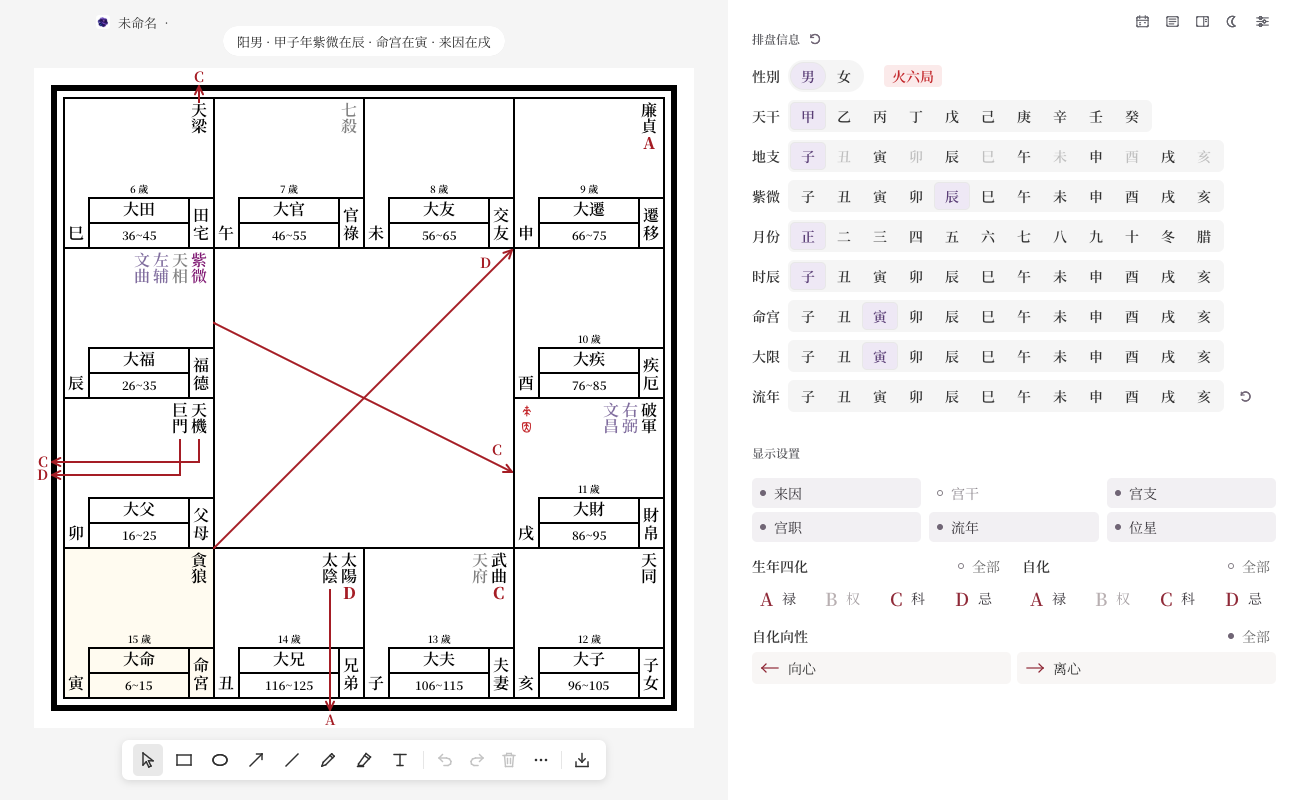 未命名 ·
阳男 · 甲子年紫微在辰 · 命宫在寅 · 来因在戌
C
天梁
6 歲
大田
36~45
田宅
巳
七殺
7 歲
大官
46~55
官祿
午
8 歲
大友
56~65
交友
未
廉貞
A
9 歲
大遷
66~75
遷移
申
紫微
天相
左辅
文曲
大福
26~35
福德
辰
D
10 歲
大疾
76~85
疾厄
酉
天機
巨門
C
D
大父
16~25
父母
卯
C
破軍
右弼
文昌
11 歲
大財
86~95
財帛
戌
貪狼
15 歲
大命
6~15
命宮
寅
太陽
D
太陰
14 歲
大兄
116~125
兄弟
丑
A
武曲
C
天府
13 歲
大夫
106~115
夫妻
子
天同
12 歲
大子
96~105
子女
亥
排盘信息
性别 男 女 火六局
天干 甲 乙 丙 丁 戊 己 庚 辛 壬 癸
地支 子 丑 寅 卯 辰 巳 午 未 申 酉 戌 亥
紫微 子 丑 寅 卯 辰 巳 午 未 申 酉 戌 亥
月份 正 二 三 四 五 六 七 八 九 十 冬 腊
时辰 子 丑 寅 卯 辰 巳 午 未 申 酉 戌 亥
命宫 子 丑 寅 卯 辰 巳 午 未 申 酉 戌 亥
大限 子 丑 寅 卯 辰 巳 午 未 申 酉 戌 亥
流年 子 丑 寅 卯 辰 巳 午 未 申 酉 戌 亥
显示设置
来因 宫干 宫支
宫职 流年 位星
生年四化 全部 自化 全部
A 禄 B 权 C 科 D 忌 A 禄 B 权 C 科 D 忌
自化向性 全部
向心 离心